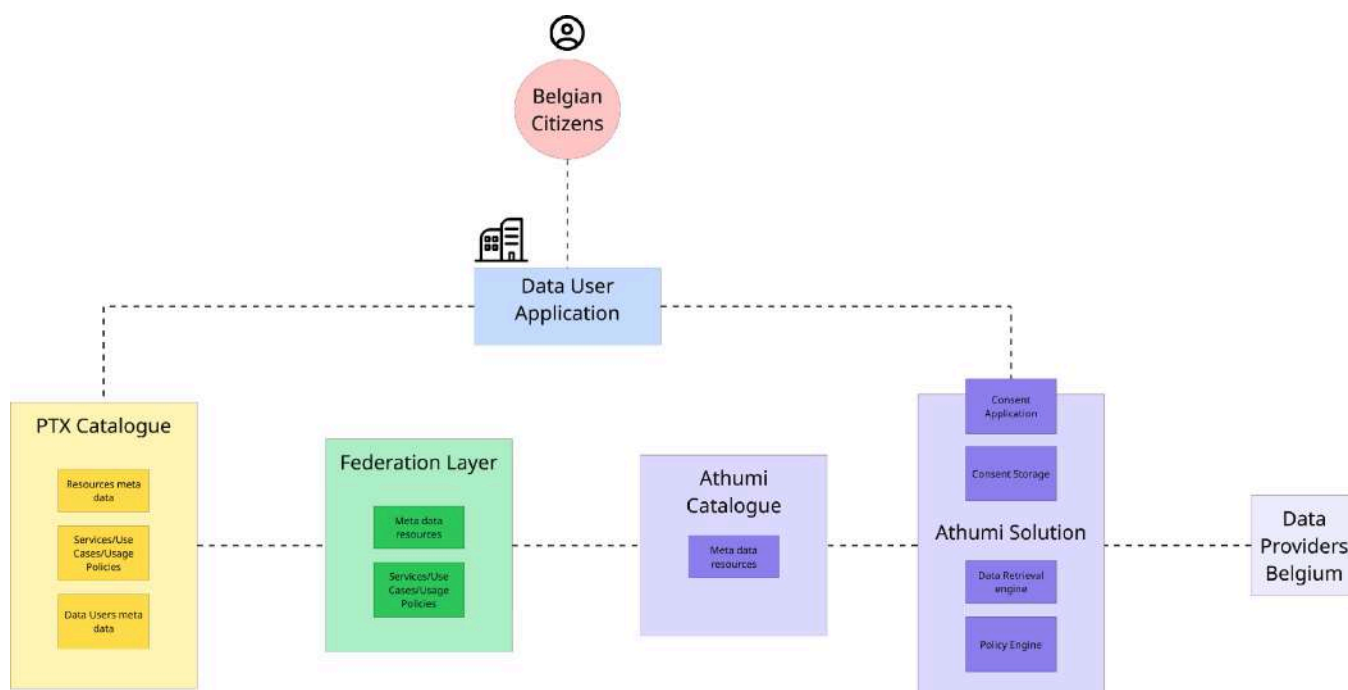 Belgian
Citizens
Data User
Application
PTX Catalogue
Resources meta
data
Services/Use
Cases/Usage
Policies
Data Users meta
data
Federation Layer
Meta data
resources
Services/Use
Cases/Usage
Policies
Athumi
Catalogue
Meta data
resources
Consent
Application
Consent Storage
Athumi Solution
Data Retrieval
engine
Policy Engine
Data
Providers
Belgium